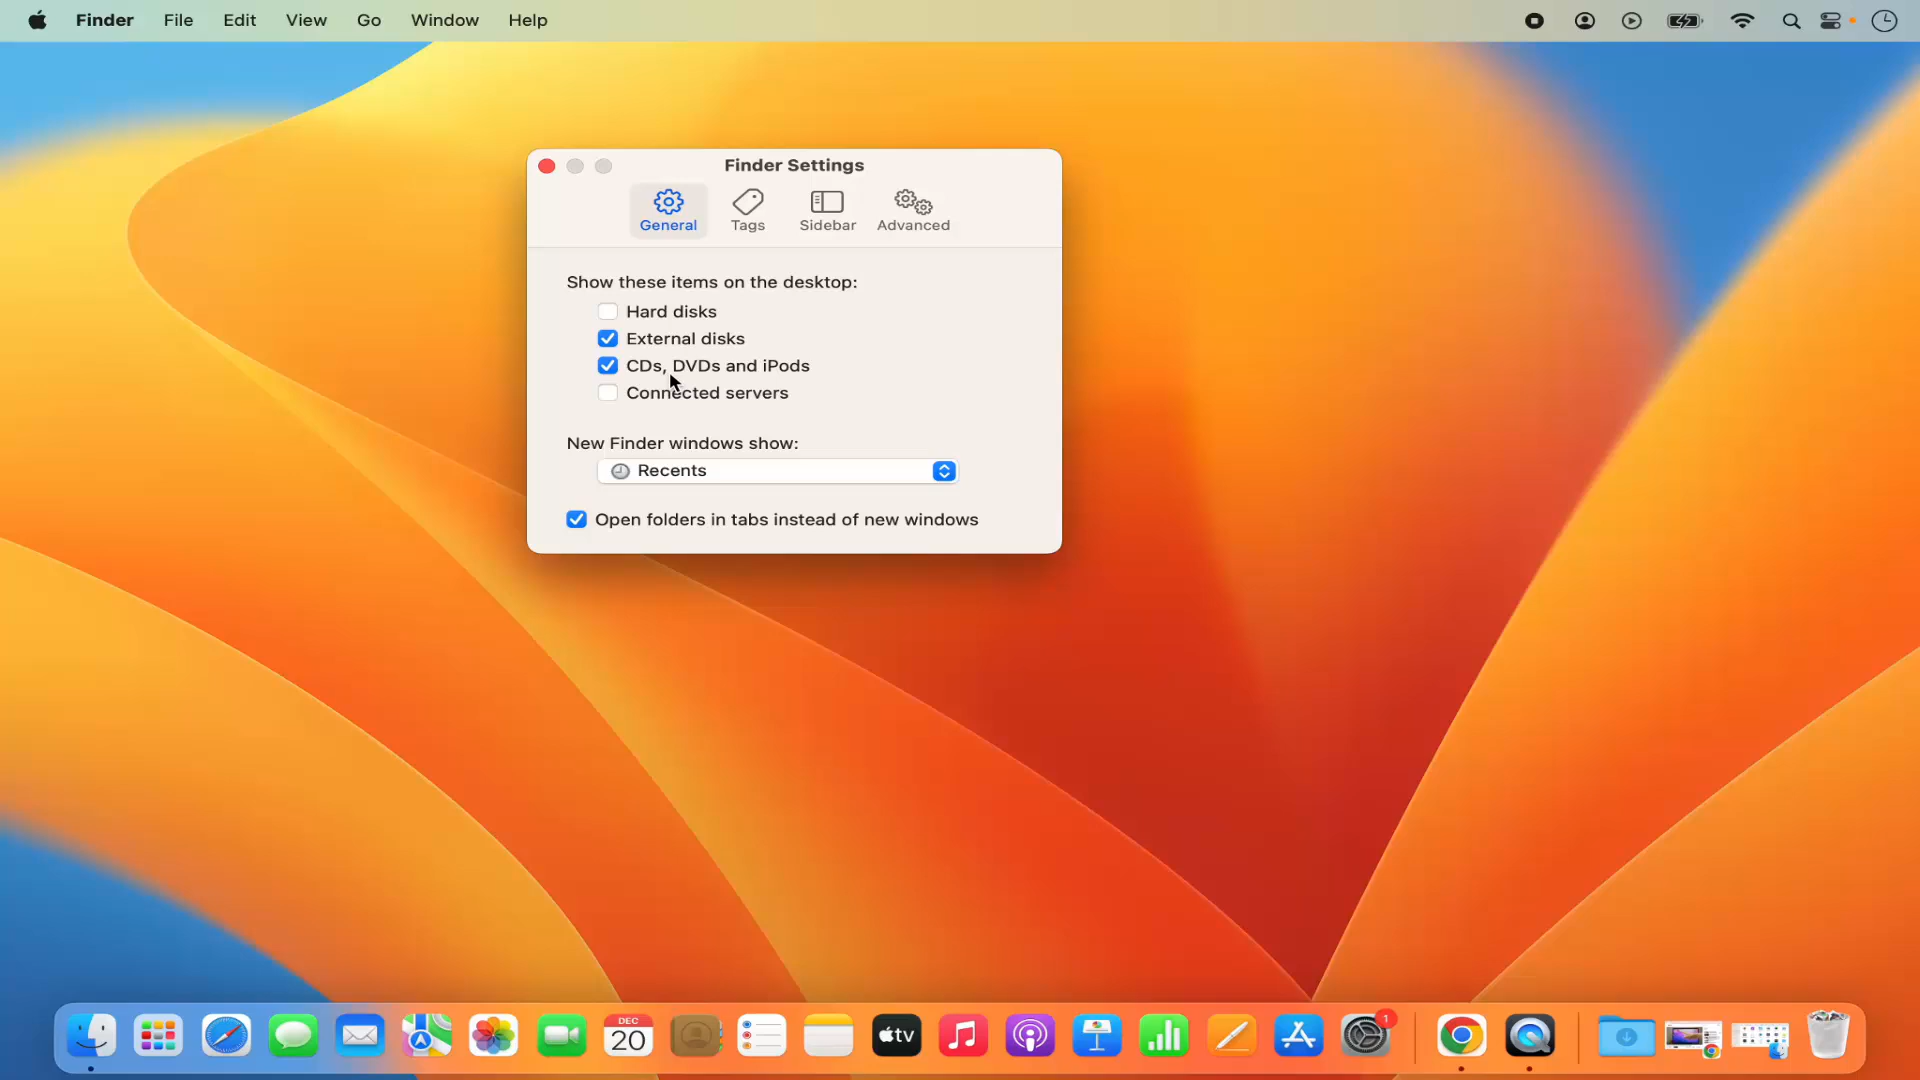 Finder File Edit View Go Window Help
Finder Settings
General Tags Sidebar Advanced
Show these items on the desktop:
Hard disks
External disks
CDs, DVDs and iPods
Connected servers
New Finder windows show:
Recents
Open folders in tabs instead of new windows
DEC
20
tv
1